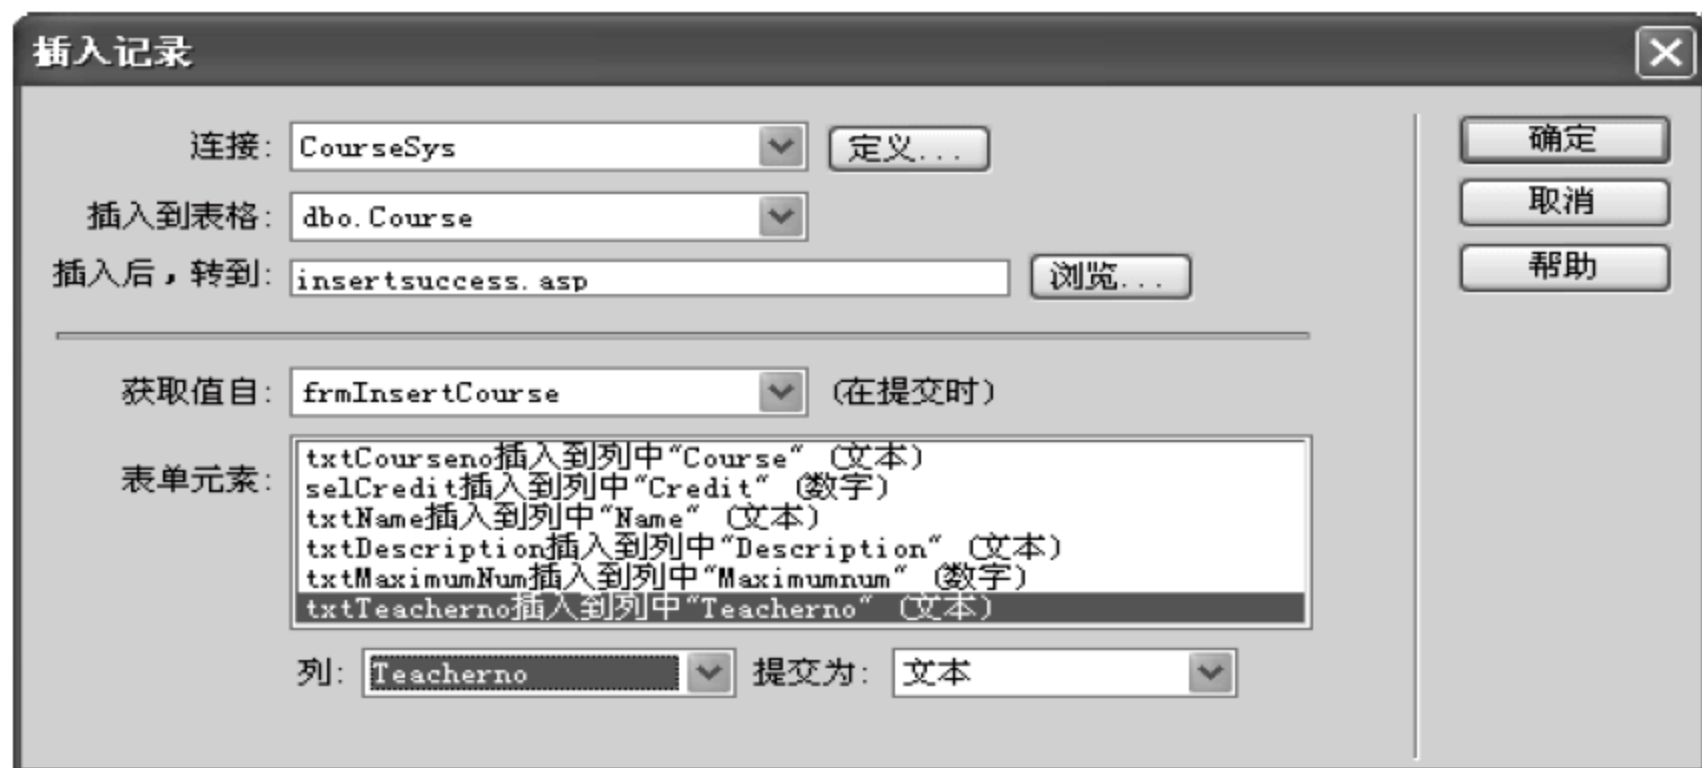 插入记录
连接: CourseSys 定义...
插入到表格: dbo.Course
插入后，转到: insertsuccess.asp 浏览...
确定
取消
帮助
获取值自: frmInsertCourse (在提交时)
表单元素:
txtCourseno插入到列中"Course" (文本)
selCredit插入到列中"Credit" (数字)
txtName插入到列中"Name" (文本)
txtDescription插入到列中"Description" (文本)
txtMaximumNum插入到列中"Maximumnum" (数字)
txtTeacherno插入到列中"Teacherno" (文本)
列: Teacherno 提交为: 文本